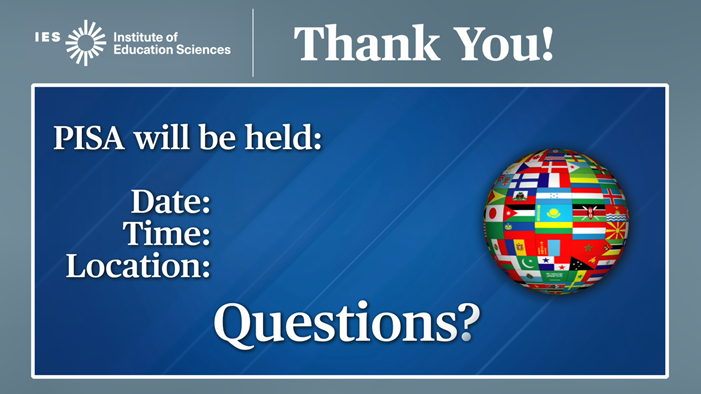 IES Institute of
Education Sciences
Thank You!
PISA will be held:
Date:
Time:
Location:
Questions?